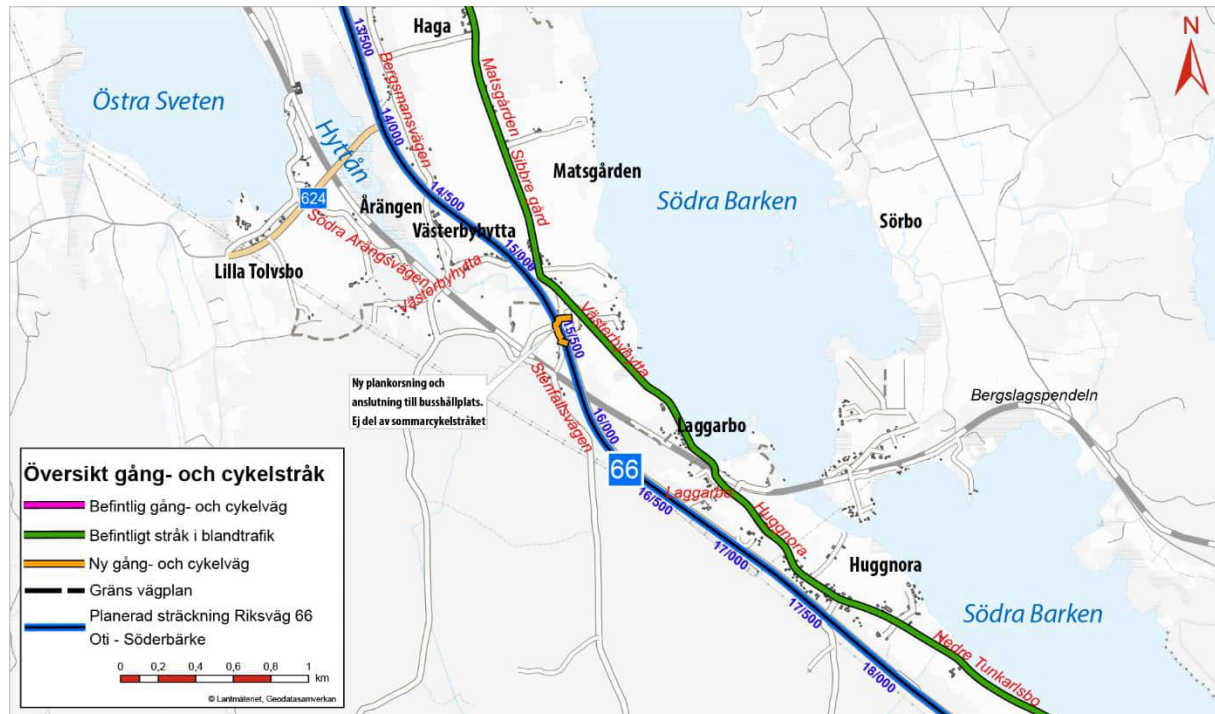 Haga
N
13/500
Bergsmansvägen
Matsgården
Östra Sveten
Hyttån
14/000
Sibbre gård
Matsgården
Södra Barken
Sörbo
624
Årängen
14/500
Västerbyhytta
15/000
Södra Arängsvägen
Lilla Tolvsbo
Västerbyhytta
15/500
Västerbyhytta
Ny plankorsning och
anslutning till busshållplats.
Ej del av sommarcykelstråket
Stenfallsvägen
16/000
Bergslagspendeln
Laggarbo
66
16/500
Laggarbo
Huggnora
17/000
Huggnora
17/500
Södra Barken
Nedre Tunkarlsbo
18/000
Översikt gång- och cykelstråk
Befintlig gång- och cykelväg
Befintligt stråk i blandtrafik
Ny gång- och cykelväg
Gräns vägplan
Planerad sträckning Riksväg 66
Oti - Söderbärke
0 0,2 0,4 0,6 0,8 1
km
© Lantmäteriet, Geodatasamverkan